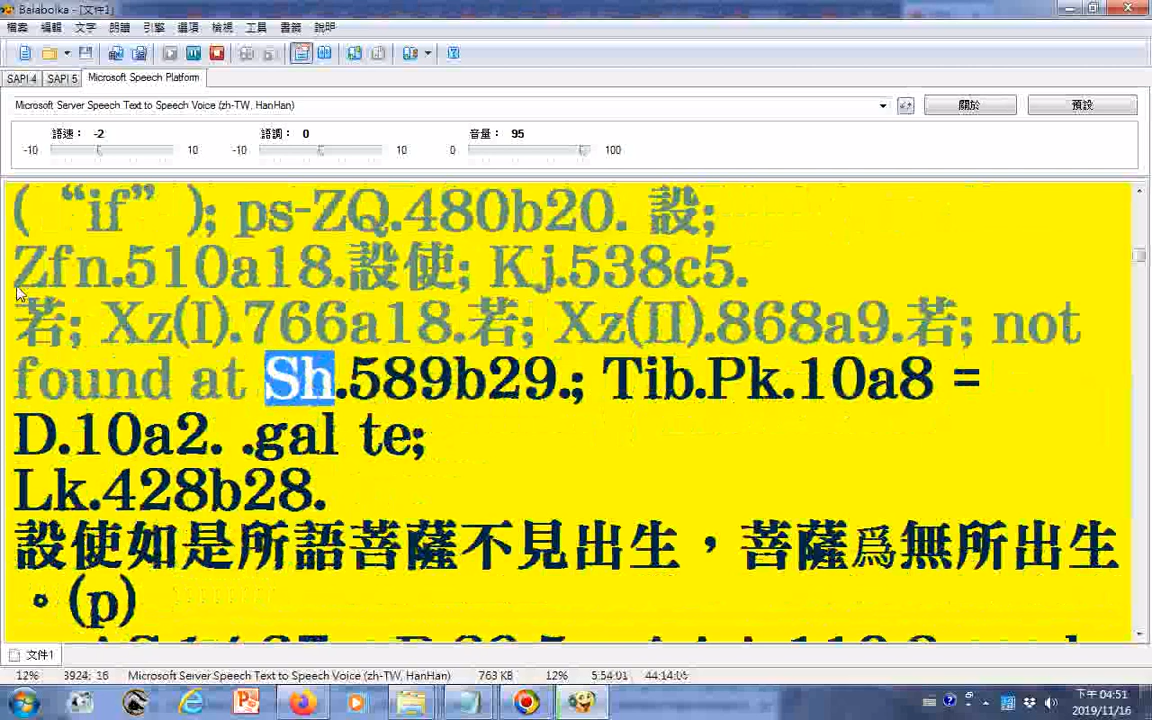 Balabolka - [文件1]
檔案 編輯 文字 朗讀 引擎 選項 檢視 工具 書籤 說明
SAPI 4 SAPI 5 Microsoft Speech Platform
Microsoft Server Speech Text to Speech Voice (zh-TW, HanHan)
關於 預設
語速： -2 語調： 0 音量： 95
-10 10 -10 10 0 100
(“if”); ps-ZQ.480b20. 設;
Zfn.510a18.設使; Kj.538c5.
若; Xz(I).766a18.若; Xz(II).868a9.若; not
found at Sh.589b29.; Tib.Pk.10a8 =
D.10a2. .gal te;
Lk.428b28.
設使如是所語菩薩不見出生，菩薩爲無所出生
。(p)
文件1
12% 3924; 16 Microsoft Server Speech Text to Speech Voice (zh-TW, HanHan) 763 KB 12% 5:54:01 44:14:05
下午 04:51
2019/11/16